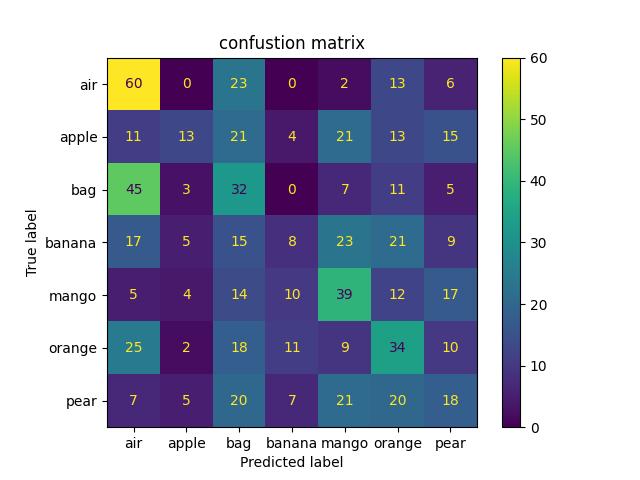 confustion matrix
air 60 0 23 0 2 13 6
apple 11 13 21 4 21 13 15
bag 45 3 32 0 7 11 5
banana 17 5 15 8 23 21 9
mango 5 4 14 10 39 12 17
orange 25 2 18 11 9 34 10
pear 7 5 20 7 21 20 18
air apple bag banana mango orange pear
Predicted label
True label
60
50
40
30
20
10
0